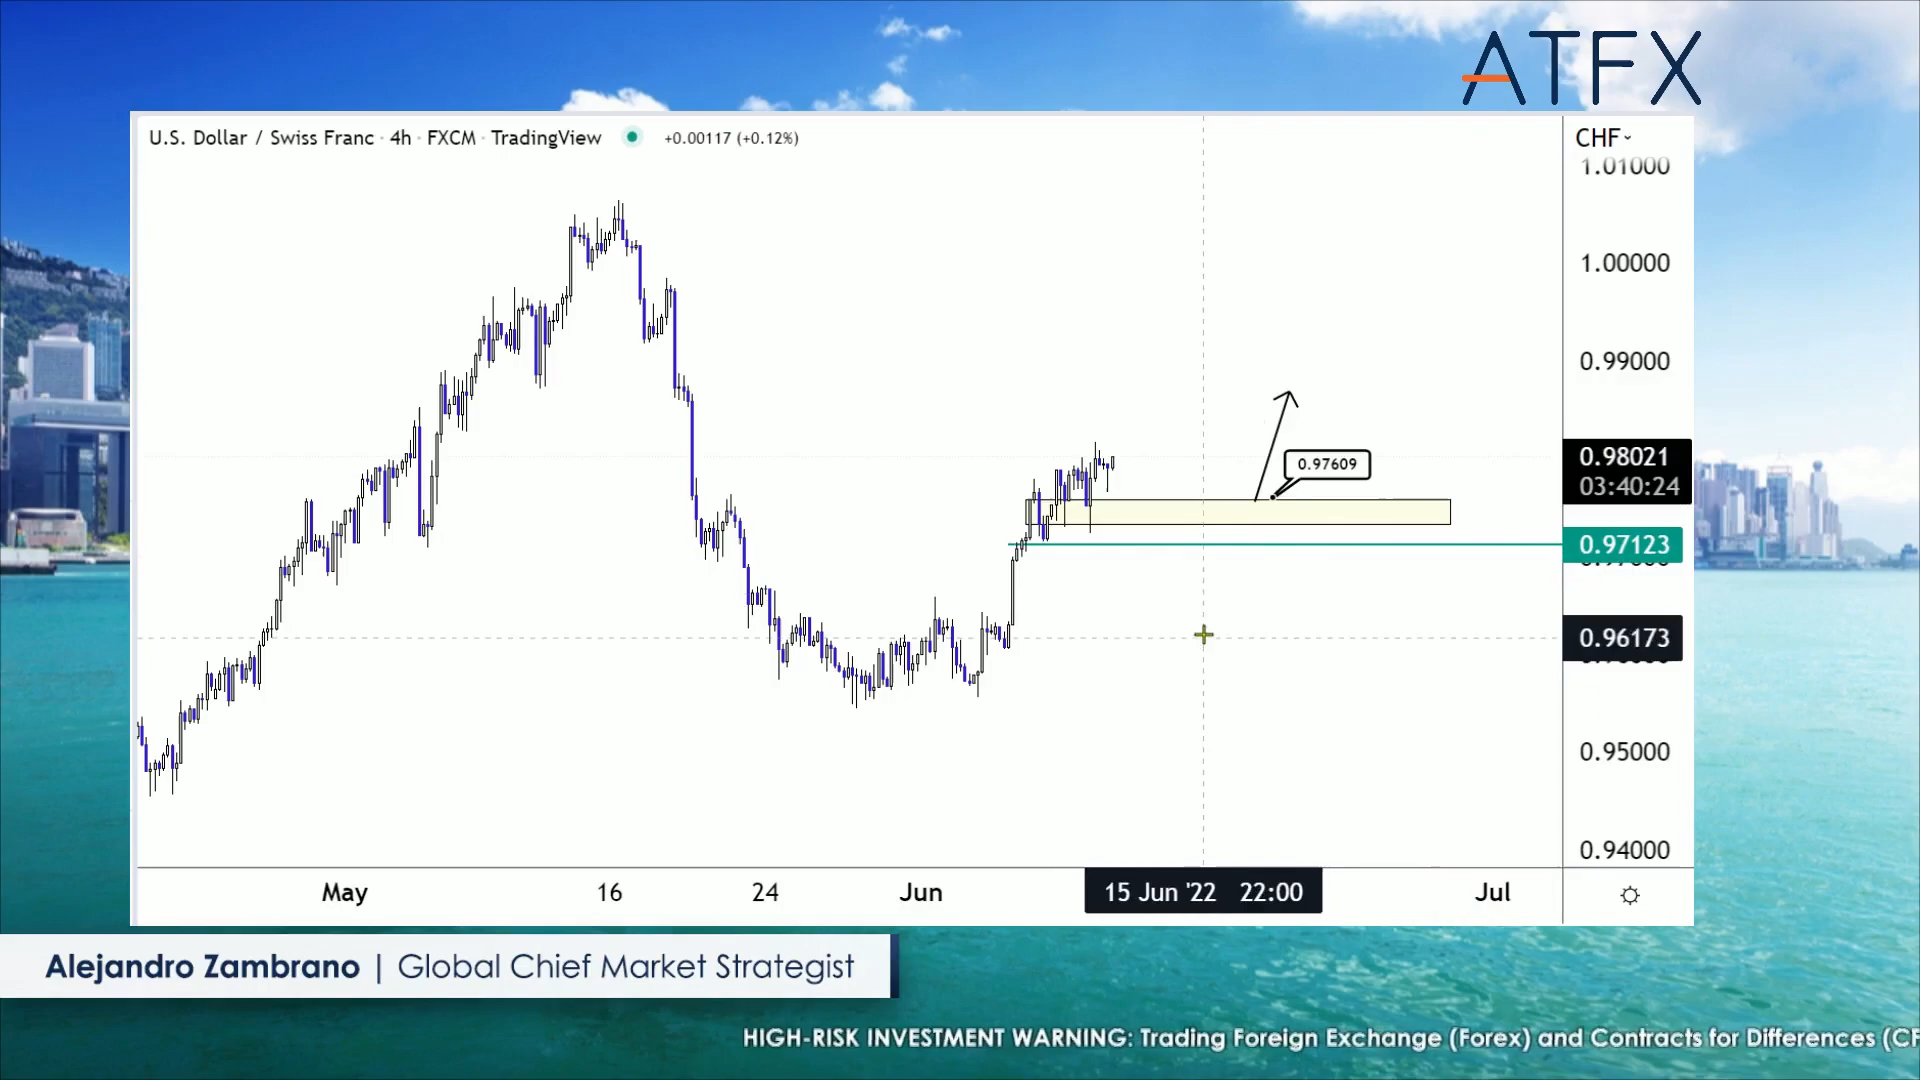 ATFX
U.S. Dollar / Swiss Franc · 4h · FXCM · TradingView +0.00117 (+0.12%)
CHF
1.01000
1.00000
0.99000
0.98021
03:40:24
0.97609
0.97123
0.96173
0.95000
0.94000
May 16 24 Jun 15 Jun '22 22:00 Jul
Alejandro Zambrano | Global Chief Market Strategist
HIGH-RISK INVESTMENT WARNING: Trading Foreign Exchange (Forex) and Contracts for Differences (CF